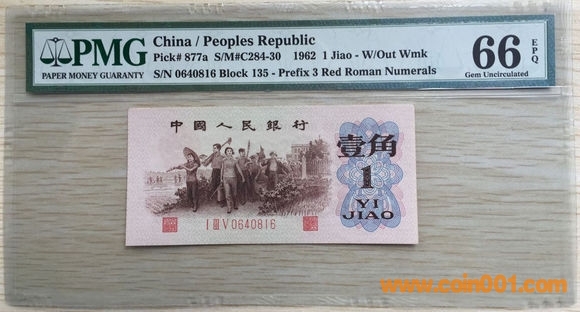 PMG
PAPER MONEY GUARANTY
China / Peoples Republic
Pick# 877a S/M#C284-30 1962 1 Jiao - W/Out Wmk
S/N 0640816 Block 135 - Prefix 3 Red Roman Numerals
66 EPQ
Gem Uncirculated
中國人民銀行
壹角
1
YI
JIAO
I III V 0640816
www.coin001.com